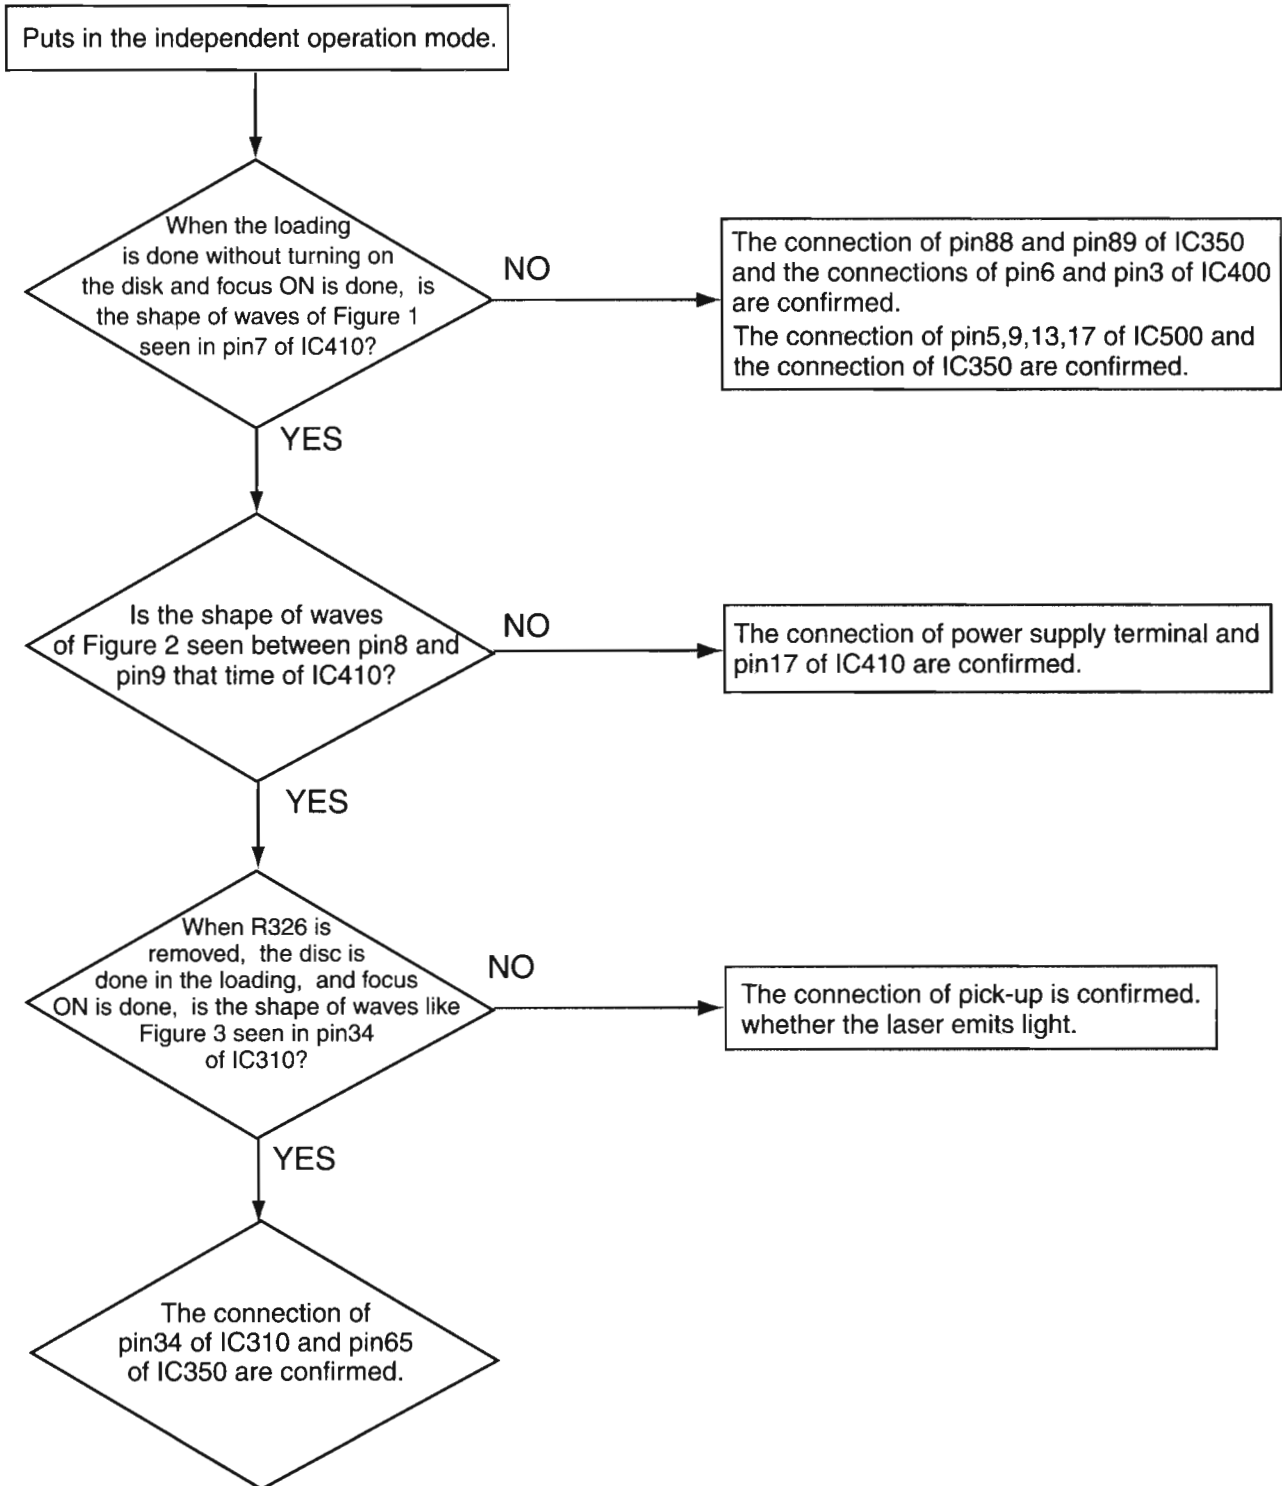 Puts in the independent operation mode.
When the loading
is done without turning on
the disk and focus ON is done, is
the shape of waves of Figure 1
seen in pin7 of IC410?
NO
The connection of pin88 and pin89 of IC350
and the connections of pin6 and pin3 of IC400
are confirmed.
The connection of pin5,9,13,17 of IC500 and
the connection of IC350 are confirmed.
YES
Is the shape of waves
of Figure 2 seen between pin8 and
pin9 that time of IC410?
NO
The connection of power supply terminal and
pin17 of IC410 are confirmed.
YES
When R326 is
removed, the disc is
done in the loading, and focus
ON is done, is the shape of waves like
Figure 3 seen in pin34
of IC310?
NO
The connection of pick-up is confirmed.
whether the laser emits light.
YES
The connection of
pin34 of IC310 and pin65
of IC350 are confirmed.